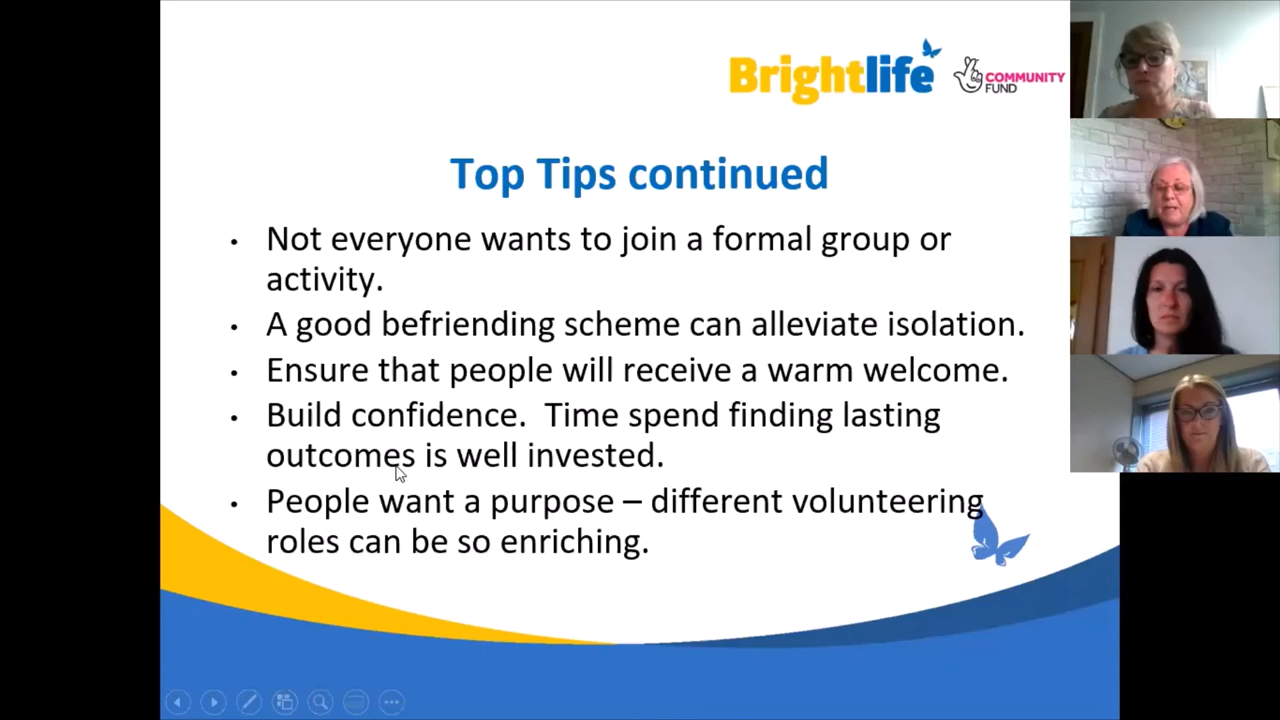 Brightlife
COMMUNITY
FUND
Top Tips continued
• Not everyone wants to join a formal group or
activity.
• A good befriending scheme can alleviate isolation.
• Ensure that people will receive a warm welcome.
• Build confidence.  Time spend finding lasting
outcomes is well invested.
• People want a purpose – different volunteering
roles can be so enriching.